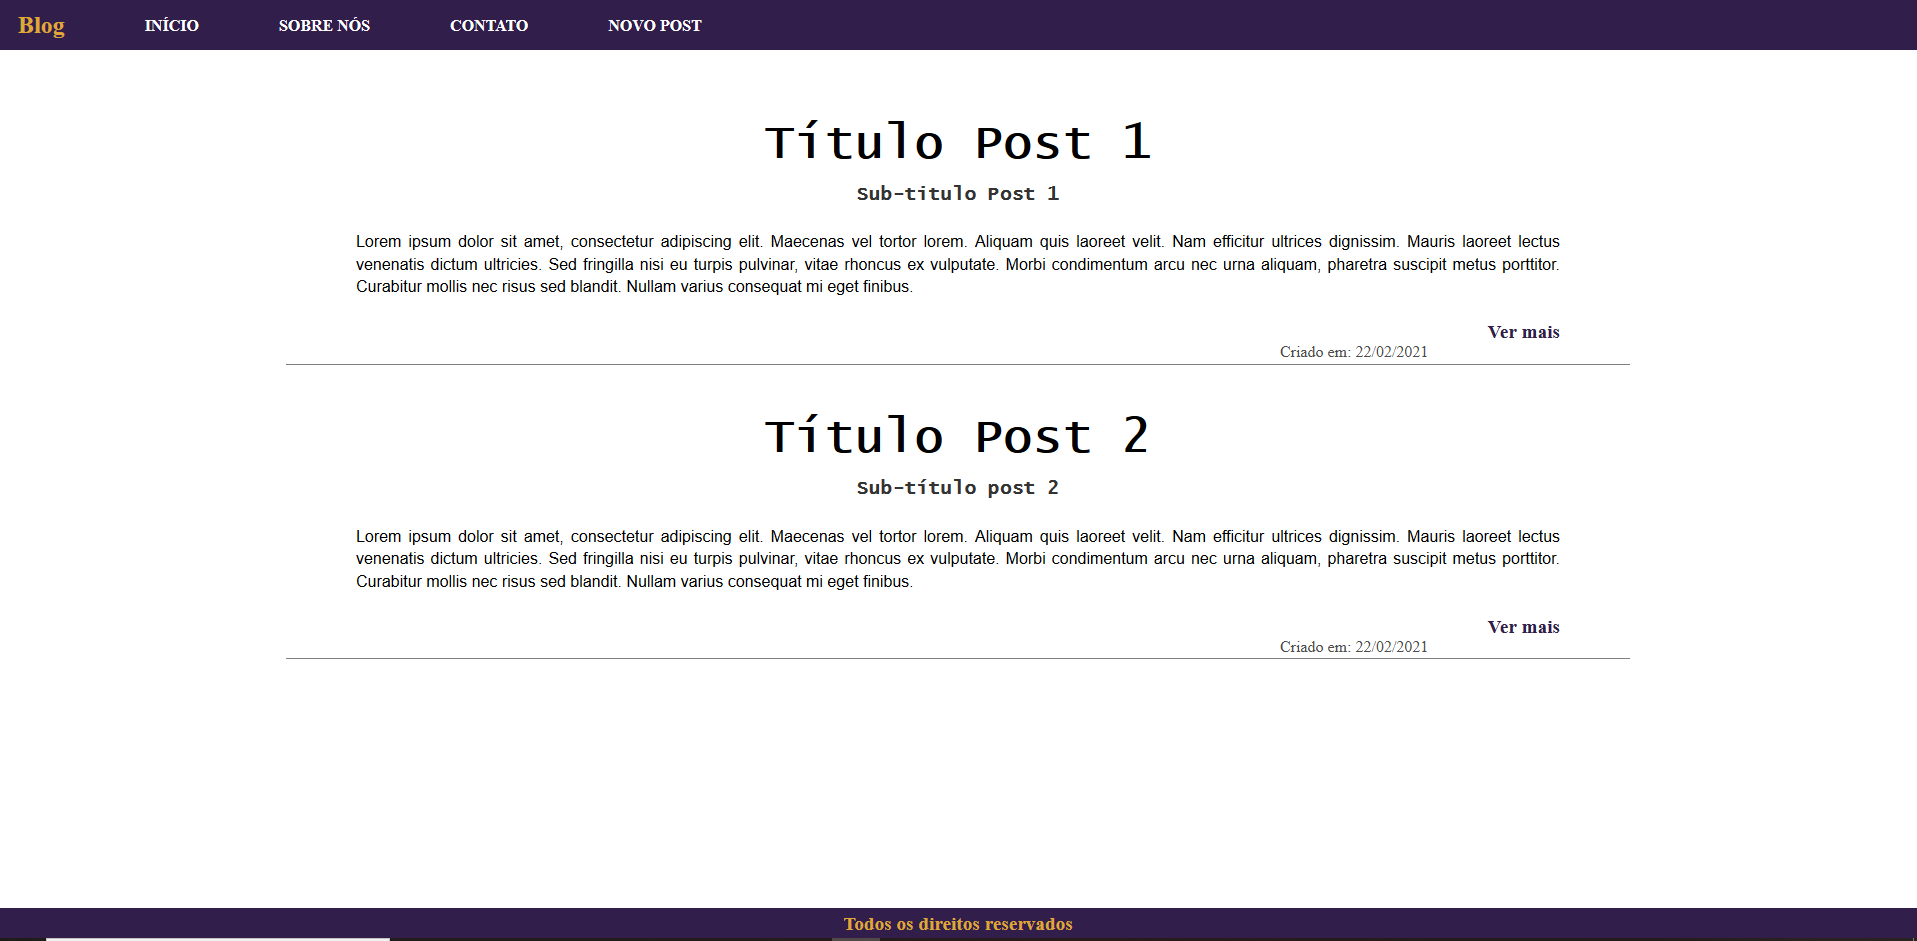 Blog INÍCIO SOBRE NÓS CONTATO NOVO POST
Título Post 1
Sub-titulo Post 1
Lorem ipsum dolor sit amet, consectetur adipiscing elit. Maecenas vel tortor lorem. Aliquam quis laoreet velit. Nam efficitur ultrices dignissim. Mauris laoreet lectus
venenatis dictum ultricies. Sed fringilla nisi eu turpis pulvinar, vitae rhoncus ex vulputate. Morbi condimentum arcu nec urna aliquam, pharetra suscipit metus porttitor.
Curabitur mollis nec risus sed blandit. Nullam varius consequat mi eget finibus.
Ver mais
Criado em: 22/02/2021
Título Post 2
Sub-título post 2
Lorem ipsum dolor sit amet, consectetur adipiscing elit. Maecenas vel tortor lorem. Aliquam quis laoreet velit. Nam efficitur ultrices dignissim. Mauris laoreet lectus
venenatis dictum ultricies. Sed fringilla nisi eu turpis pulvinar, vitae rhoncus ex vulputate. Morbi condimentum arcu nec urna aliquam, pharetra suscipit metus porttitor.
Curabitur mollis nec risus sed blandit. Nullam varius consequat mi eget finibus.
Ver mais
Criado em: 22/02/2021
Todos os direitos reservados